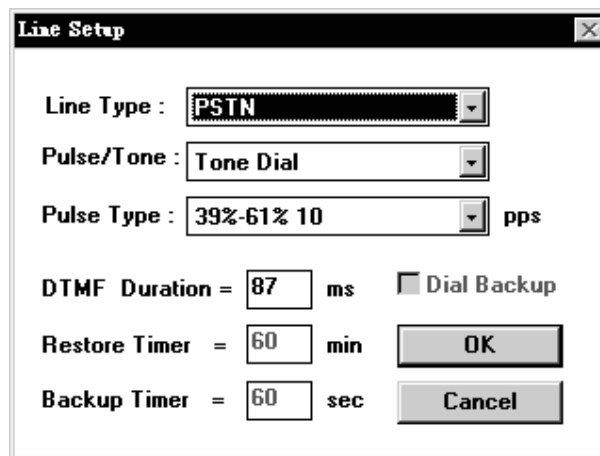 Line Setup
Line Type : PSTN
Pulse/Tone : Tone Dial
Pulse Type : 39%-61% 10 pps
DTMF Duration = 87 ms Dial Backup
Restore Timer = 60 min OK
Backup Timer = 60 sec Cancel